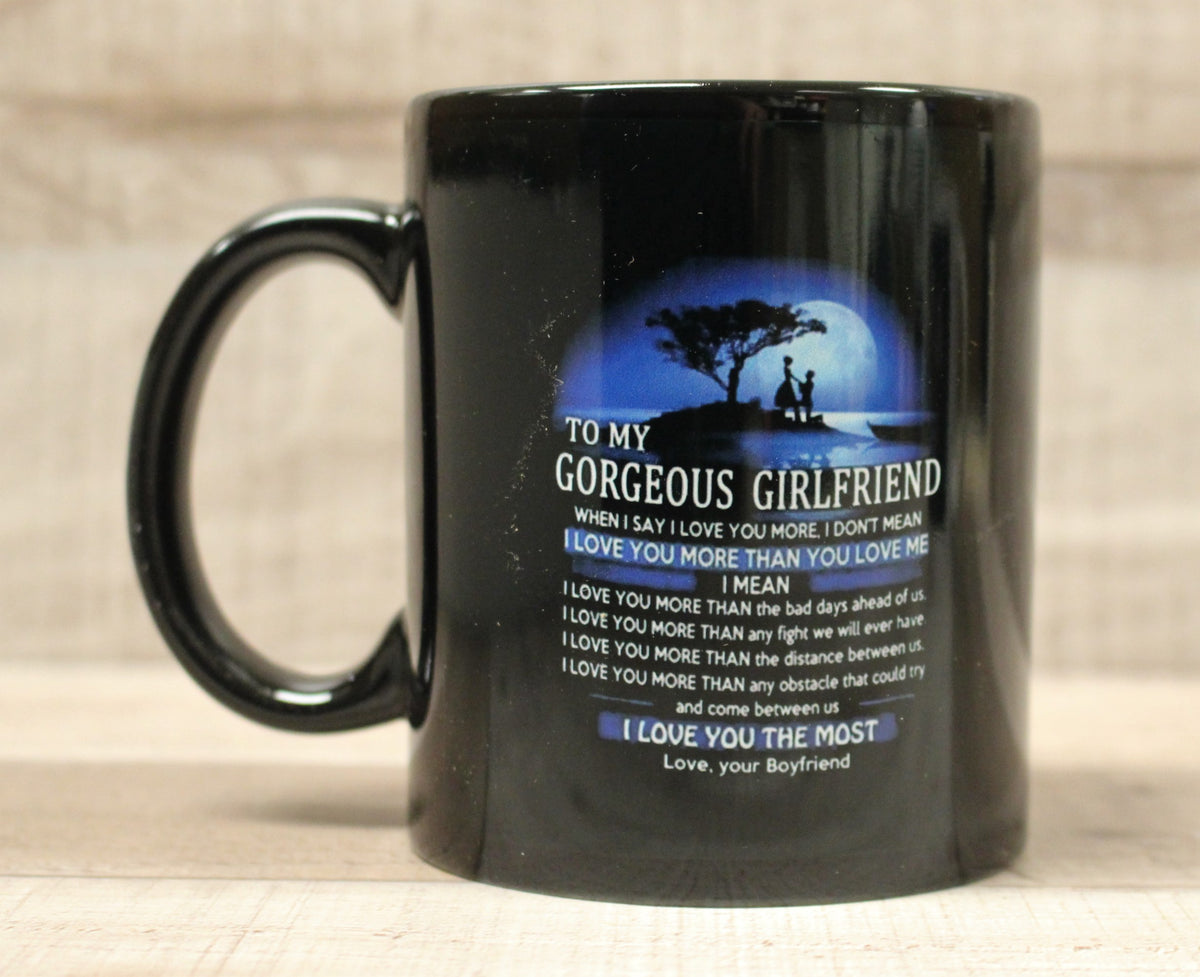 TO MY
GORGEOUS GIRLFRIEND
WHEN I SAY I LOVE YOU MORE, I DON'T MEAN
I LOVE YOU MORE THAN YOU LOVE ME
I MEAN
I LOVE YOU MORE THAN the bad days ahead of us.
I LOVE YOU MORE THAN any fight we will ever have.
I LOVE YOU MORE THAN the distance between us.
I LOVE YOU MORE THAN any obstacle that could try
and come between us
I LOVE YOU THE MOST
Love, your Boyfriend